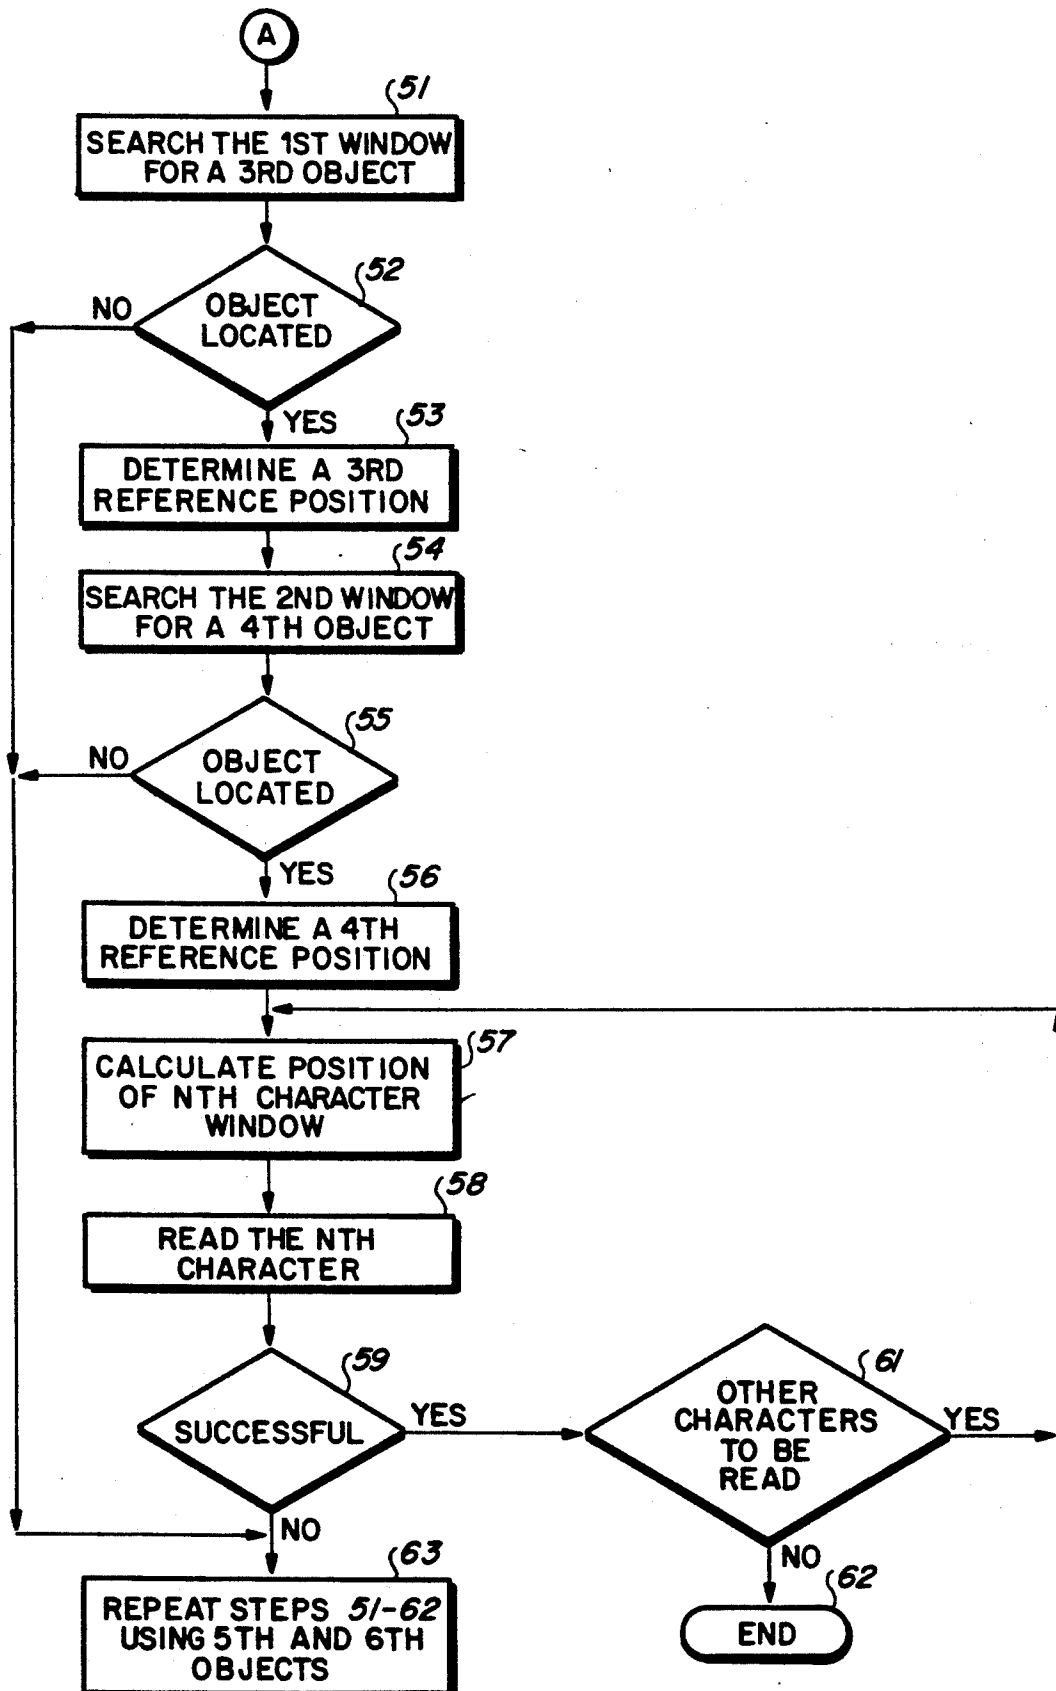 A
51
SEARCH THE 1ST WINDOW
FOR A 3RD OBJECT
52
OBJECT
LOCATED
NO
YES
53
DETERMINE A 3RD
REFERENCE POSITION
54
SEARCH THE 2ND WINDOW
FOR A 4TH OBJECT
55
OBJECT
LOCATED
NO
YES
56
DETERMINE A 4TH
REFERENCE POSITION
57
CALCULATE POSITION
OF NTH CHARACTER
WINDOW
58
READ THE NTH
CHARACTER
59
SUCCESSFUL
YES
NO
61
OTHER
CHARACTERS
TO BE
READ
YES
NO
62
END
63
REPEAT STEPS 51-62
USING 5TH AND 6TH
OBJECTS